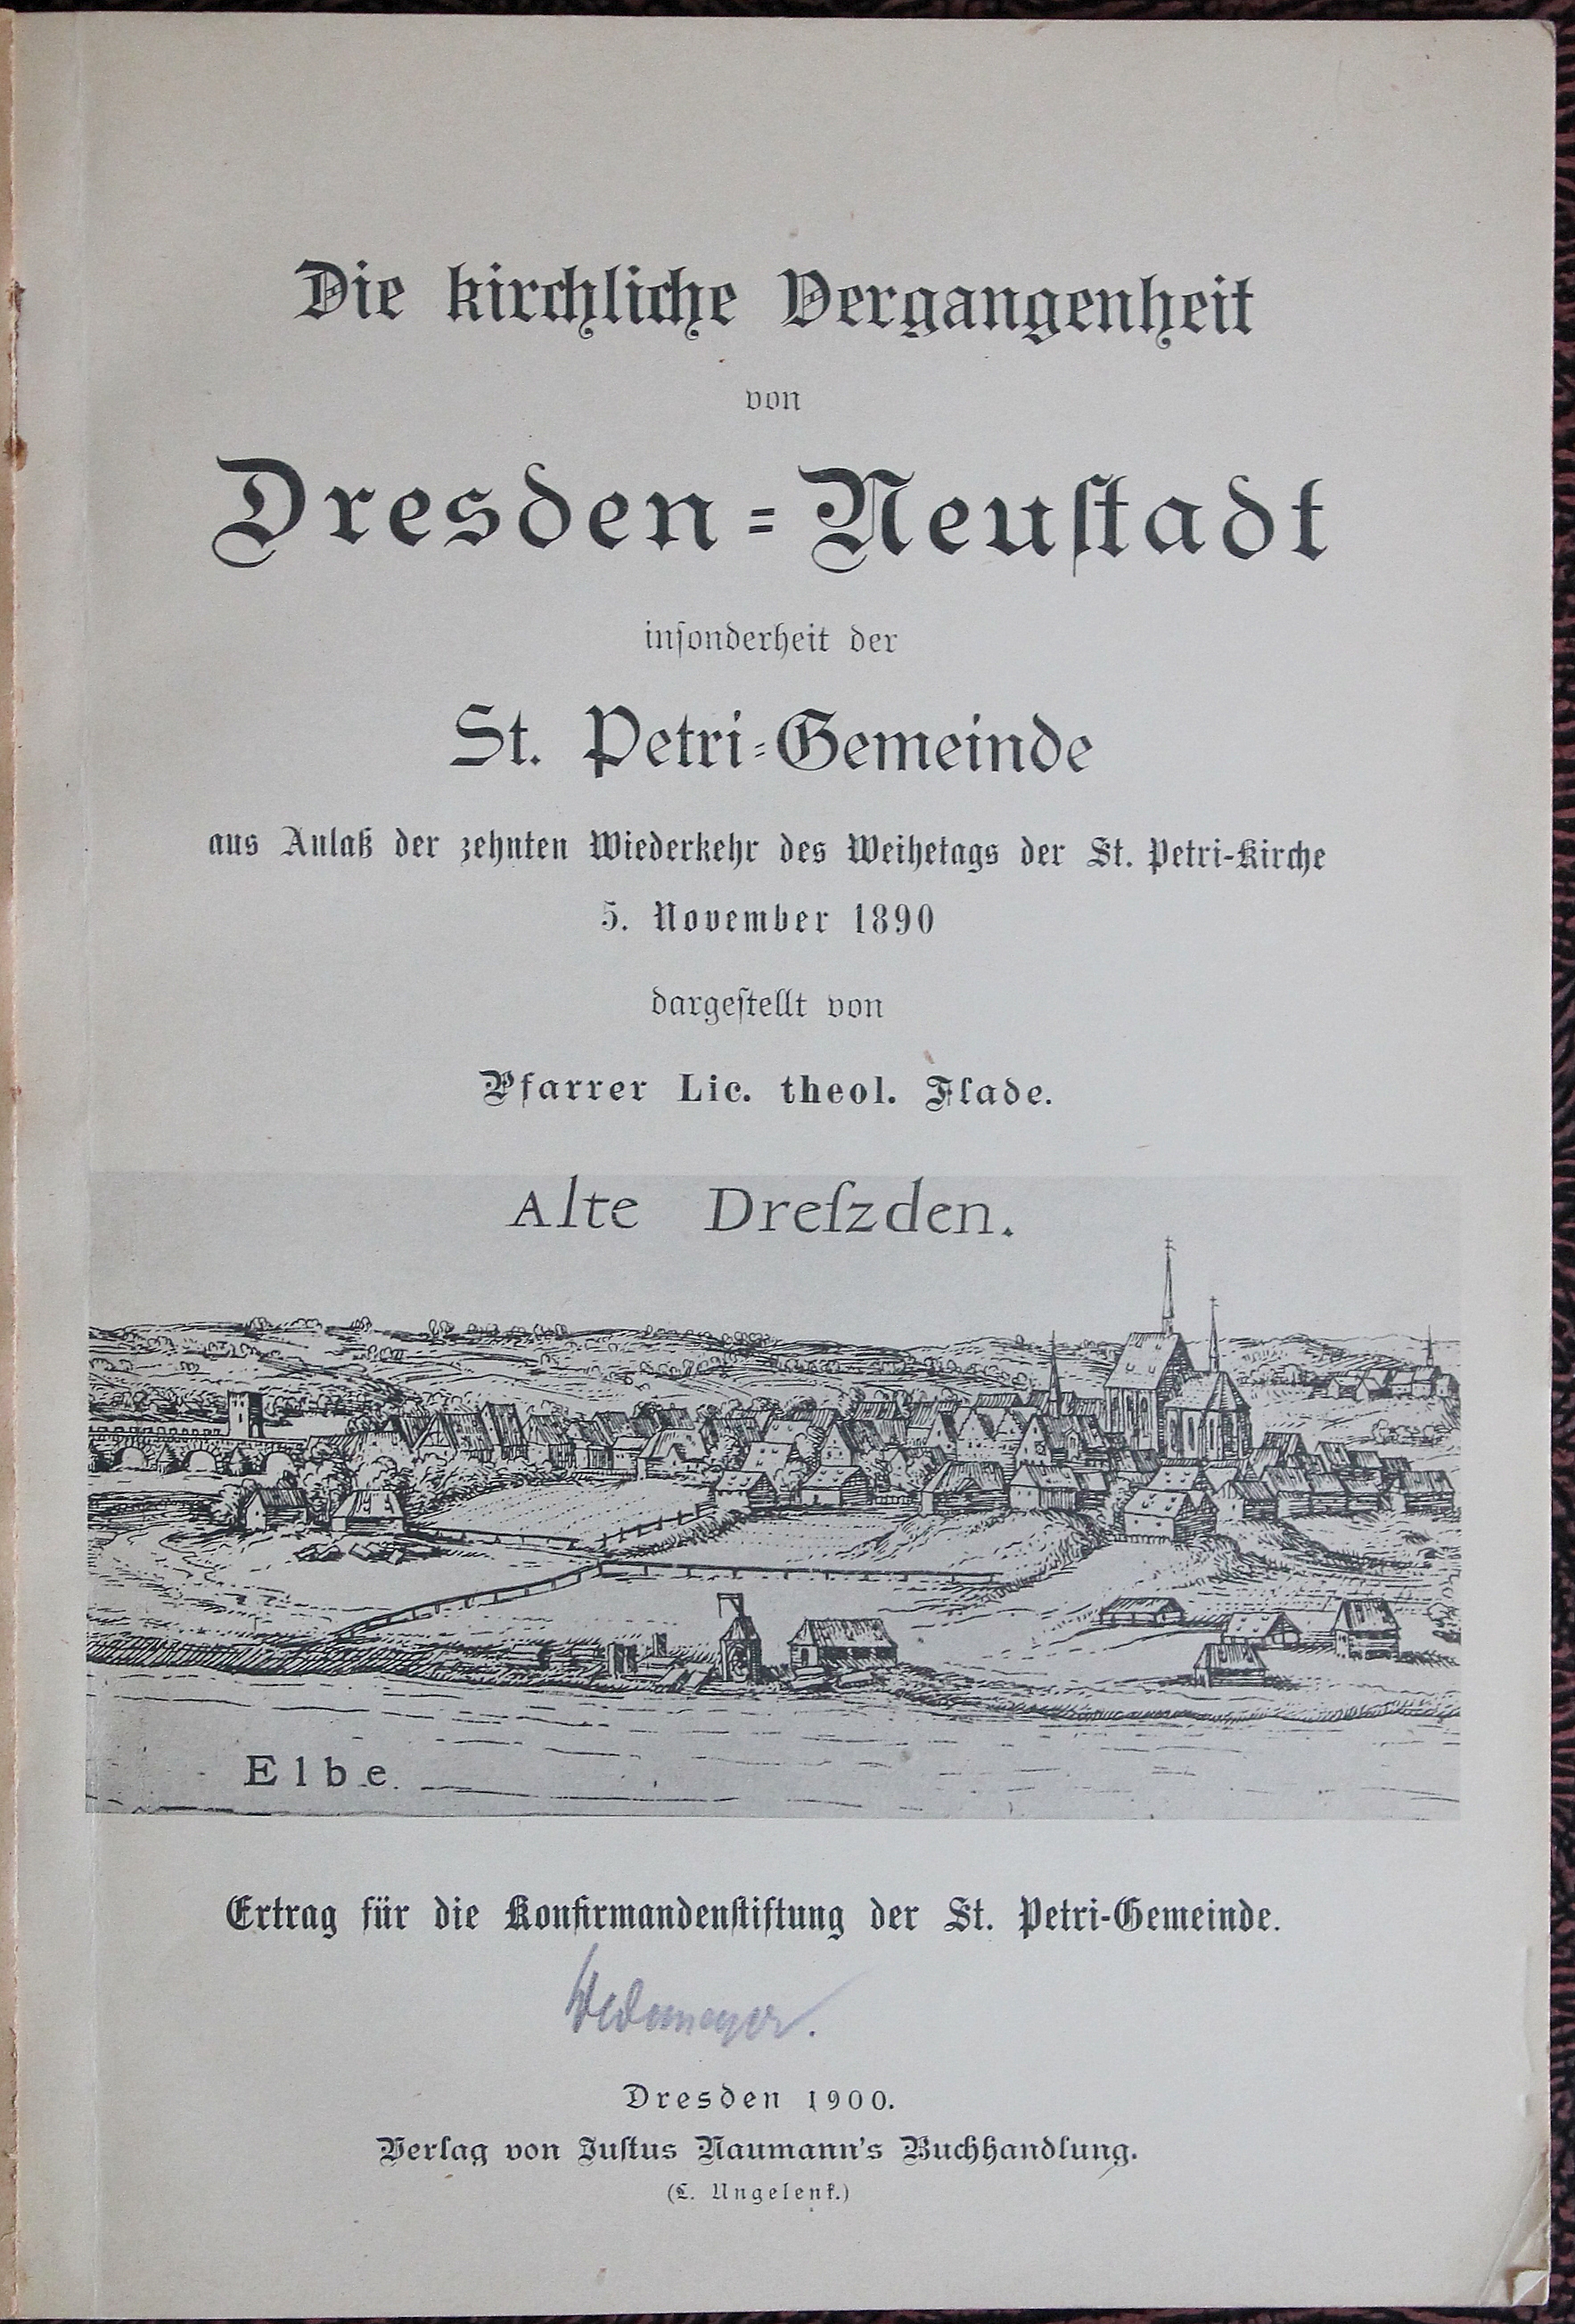 Die kirchliche Vergangenheit
von
Dresden=Neuſtadt
inſonderheit der
St. Petri=Gemeinde
aus Anlaß der zehnten Wiederkehr des Weihetags der St. Petri-Kirche
5. November 1890
dargeſtellt von
Pfarrer Lic. theol. Flade.
Alte Dreſzden.
Elbe.
Ertrag für die Konfirmandenſtiftung der St. Petri-Gemeinde.
Wedemeyer.
Dresden 1900.
Verlag von Juſtus Naumann's Buchhandlung.
(L. Ungelenk.)